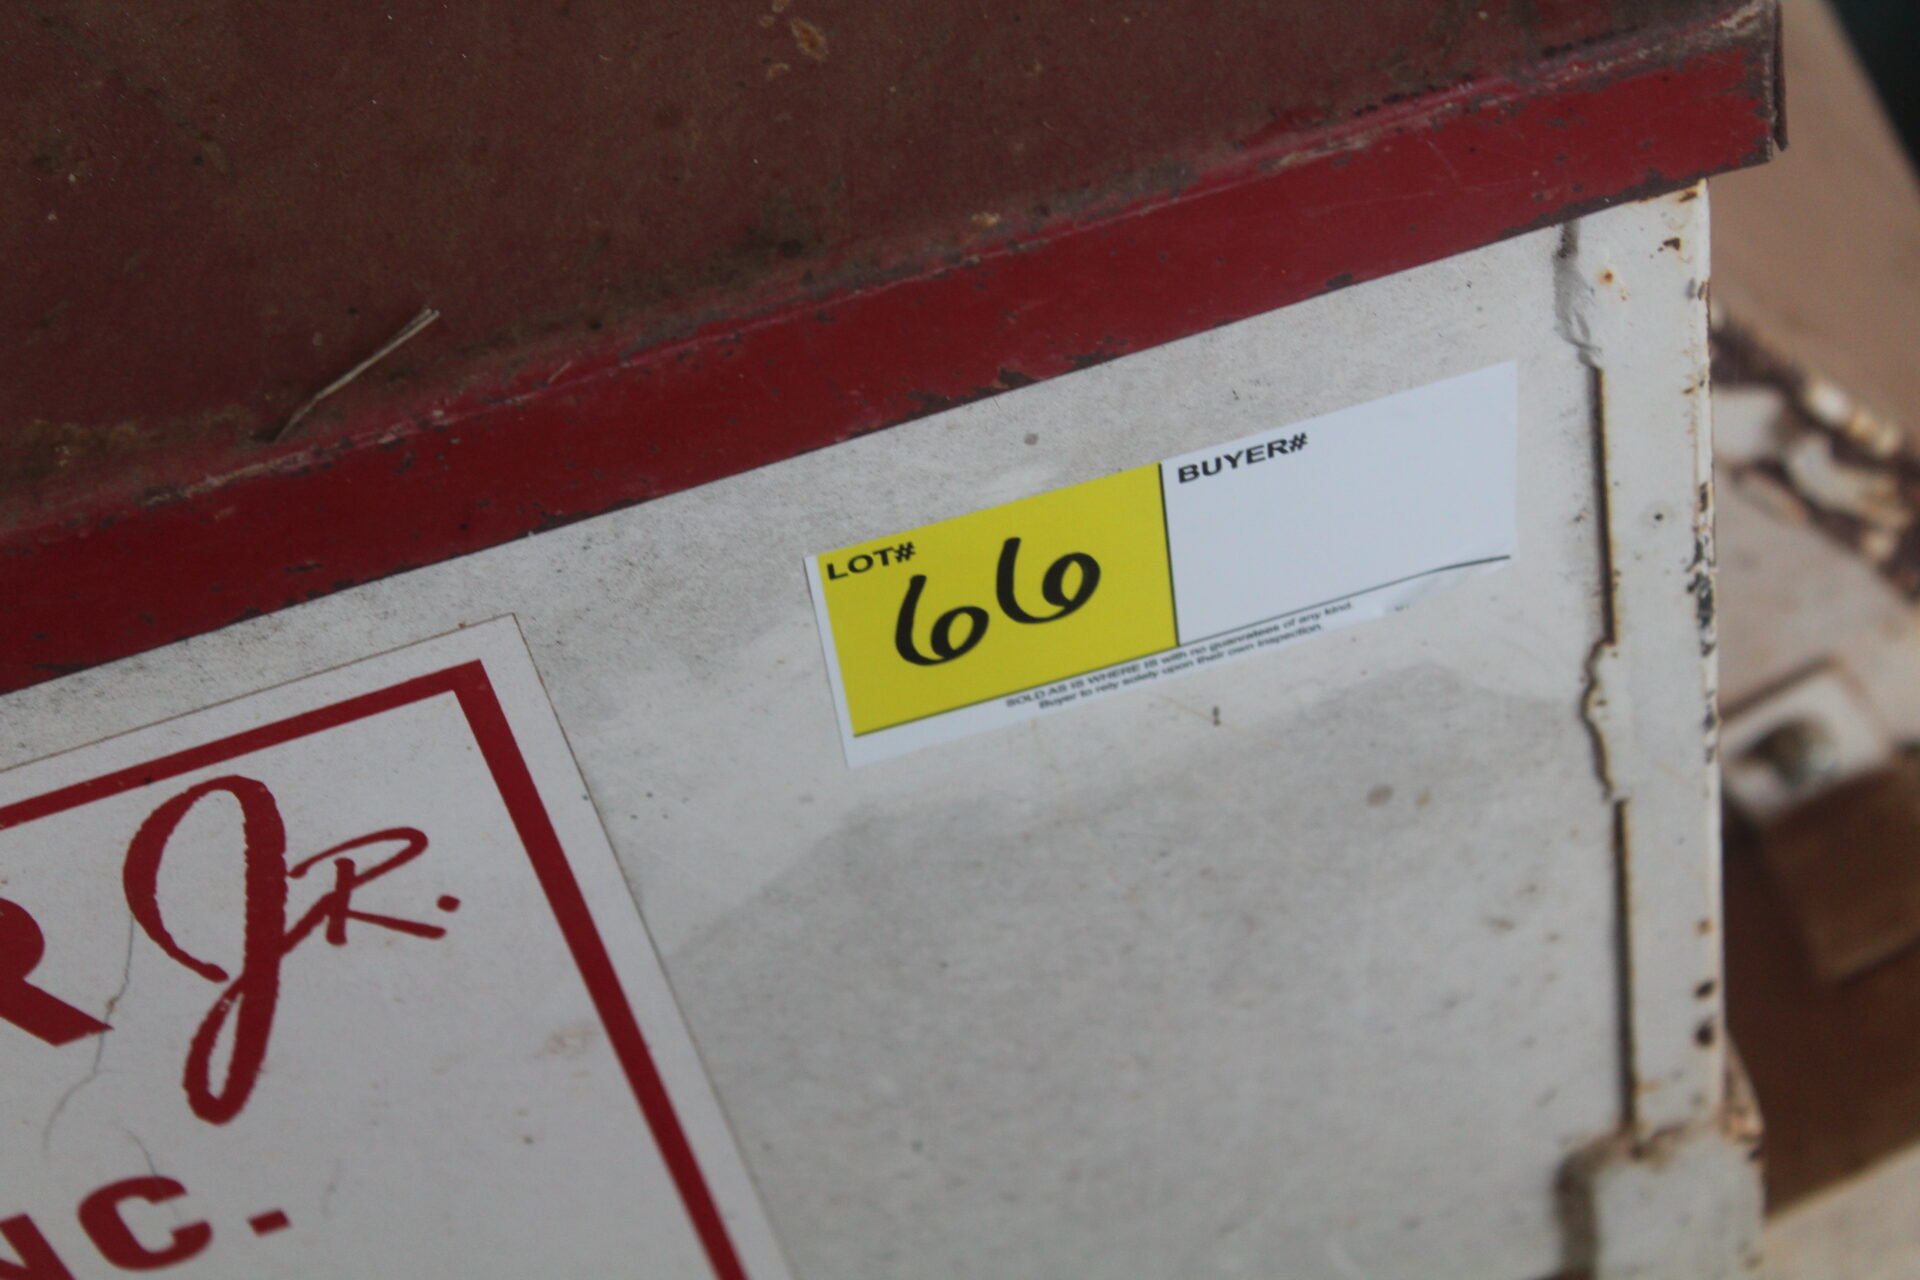 LOT#
66
BUYER#
SOLD AS IS WHERE IS with no guanratees of any kind.
Buyer to rely solely upon their own inspection.
R JR.
NC.